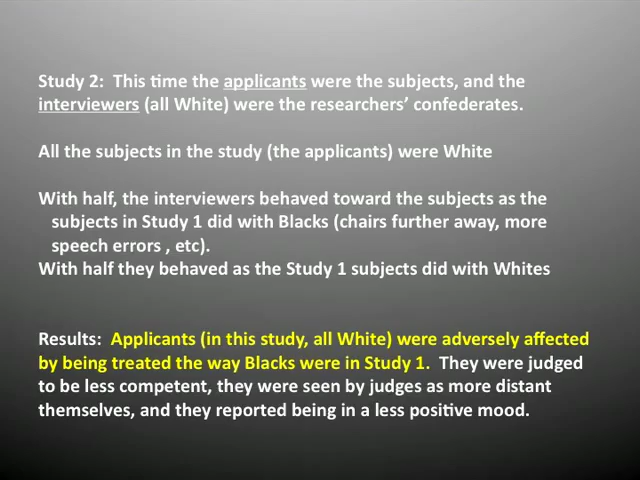 Study 2:  This time the applicants were the subjects, and the
interviewers (all White) were the researchers’ confederates.
All the subjects in the study (the applicants) were White
With half, the interviewers behaved toward the subjects as the
subjects in Study 1 did with Blacks (chairs further away, more
speech errors , etc).
With half they behaved as the Study 1 subjects did with Whites
Results:  Applicants (in this study, all White) were adversely affected
by being treated the way Blacks were in Study 1.  They were judged
to be less competent, they were seen by judges as more distant
themselves, and they reported being in a less positive mood.